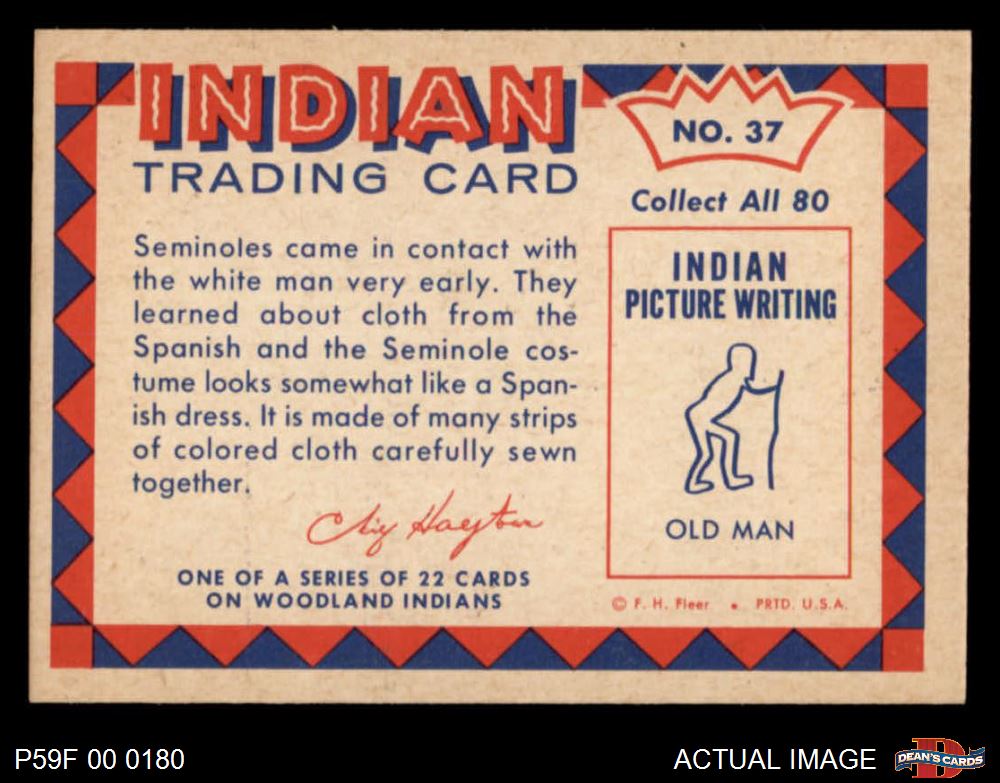 INDIAN
TRADING CARD
Seminoles came in contact with
the white man very early. They
learned about cloth from the
Spanish and the Seminole cos-
tume looks somewhat like a Span-
ish dress. It is made of many strips
of colored cloth carefully sewn
together.
ONE OF A SERIES OF 22 CARDS
ON WOODLAND INDIANS
NO. 37
Collect All 80
INDIAN
PICTURE WRITING
OLD MAN
© F. H. Fleer • PRTD. U.S.A.
P59F 00 0180
ACTUAL IMAGE
DEAN'S CARDS